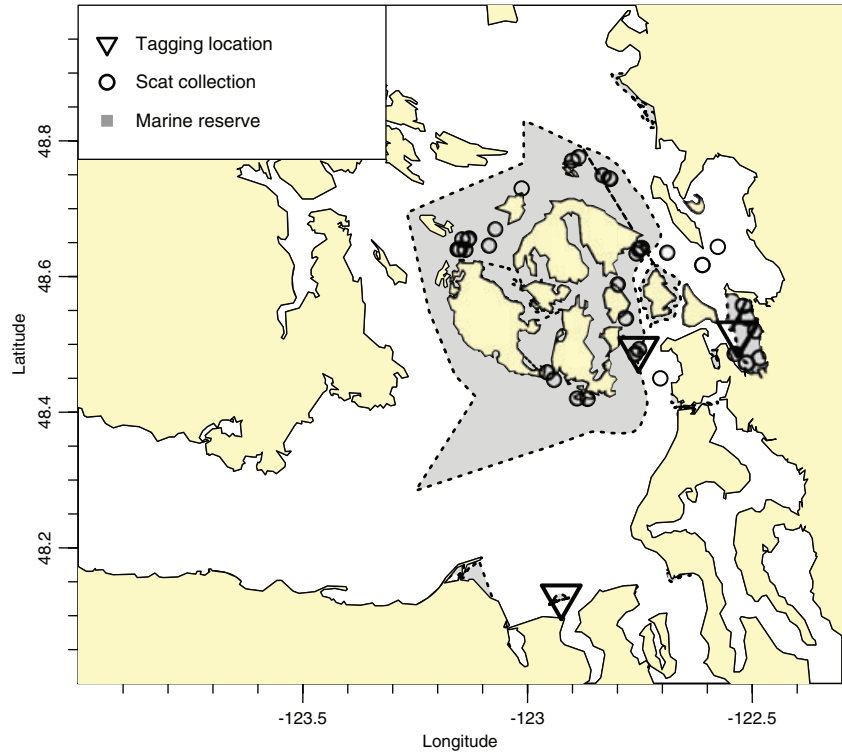 Tagging location
Scat collection
Marine reserve
48.8
48.6
48.4
48.2
Latitude
-123.5
-123
-122.5
Longitude